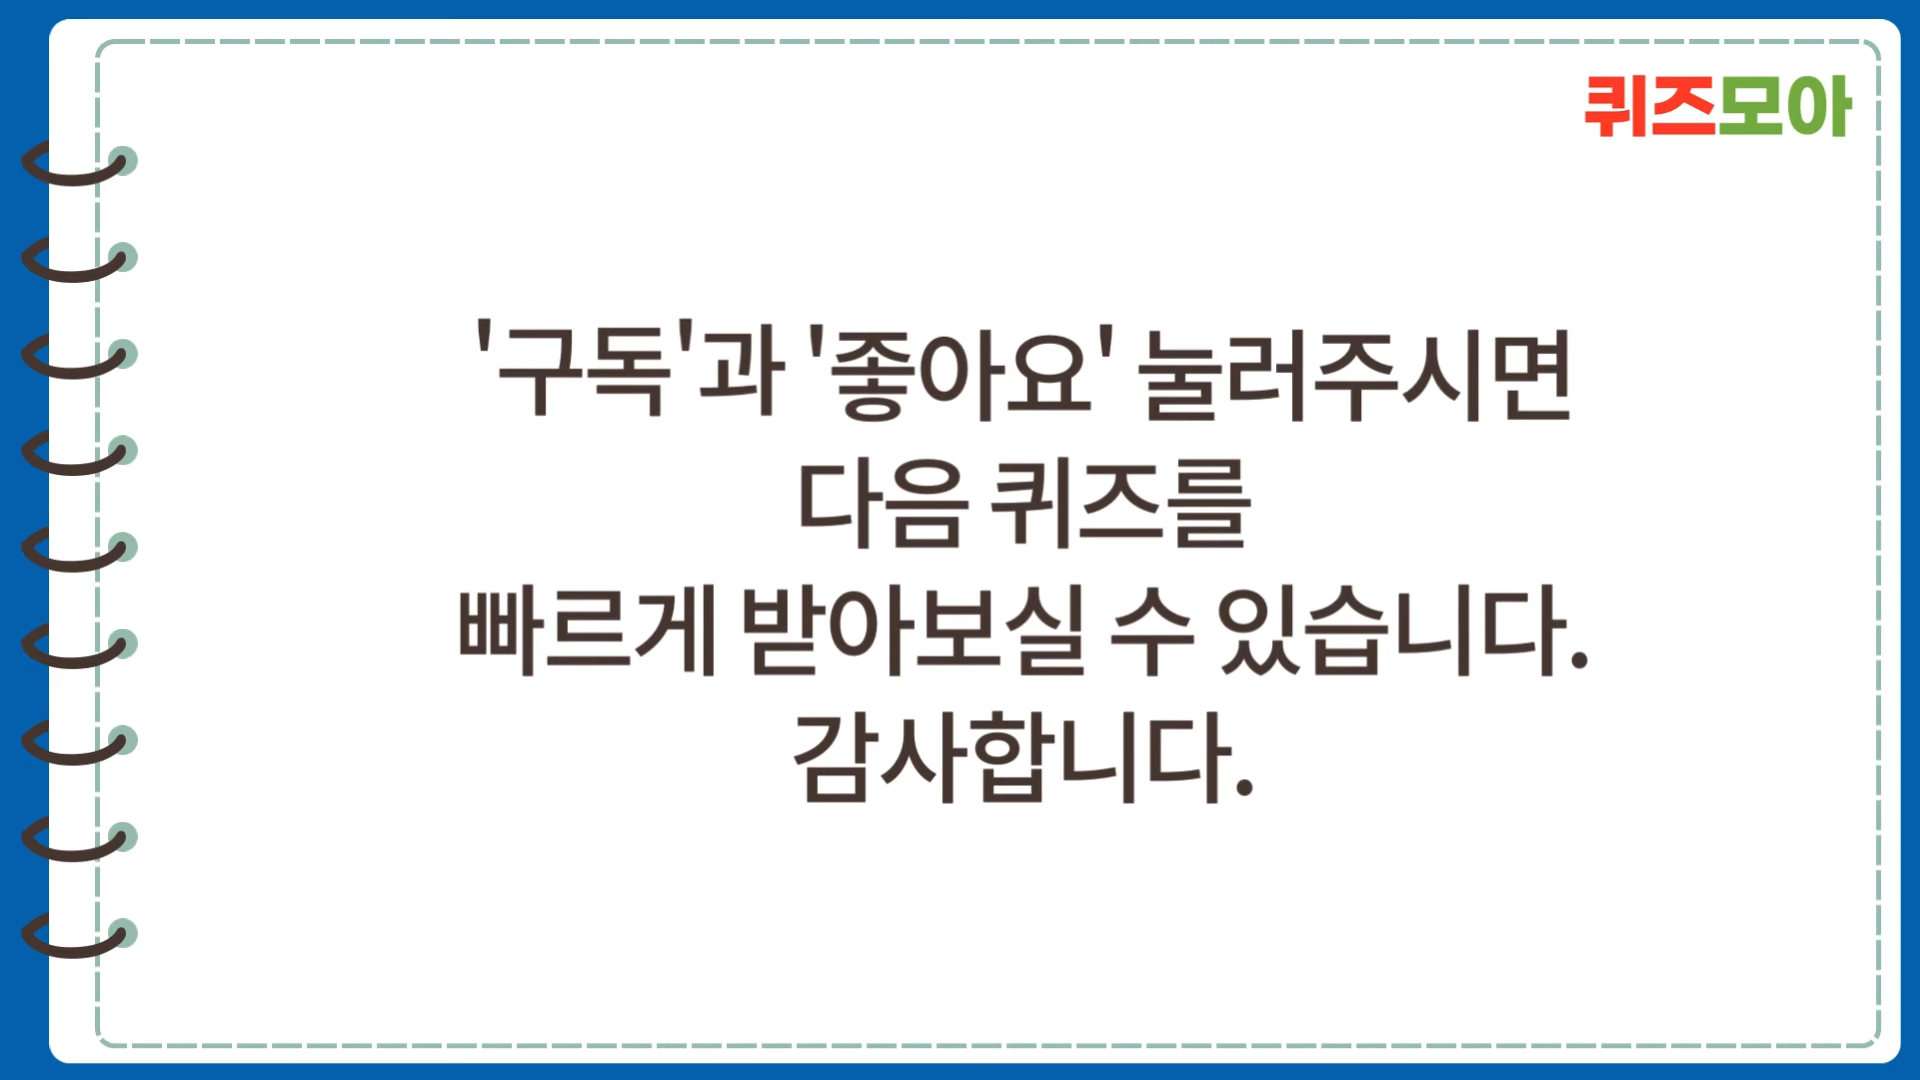 퀴즈모아
'구독'과 '좋아요' 눌러주시면
다음 퀴즈를
빠르게 받아보실 수 있습니다.
감사합니다.